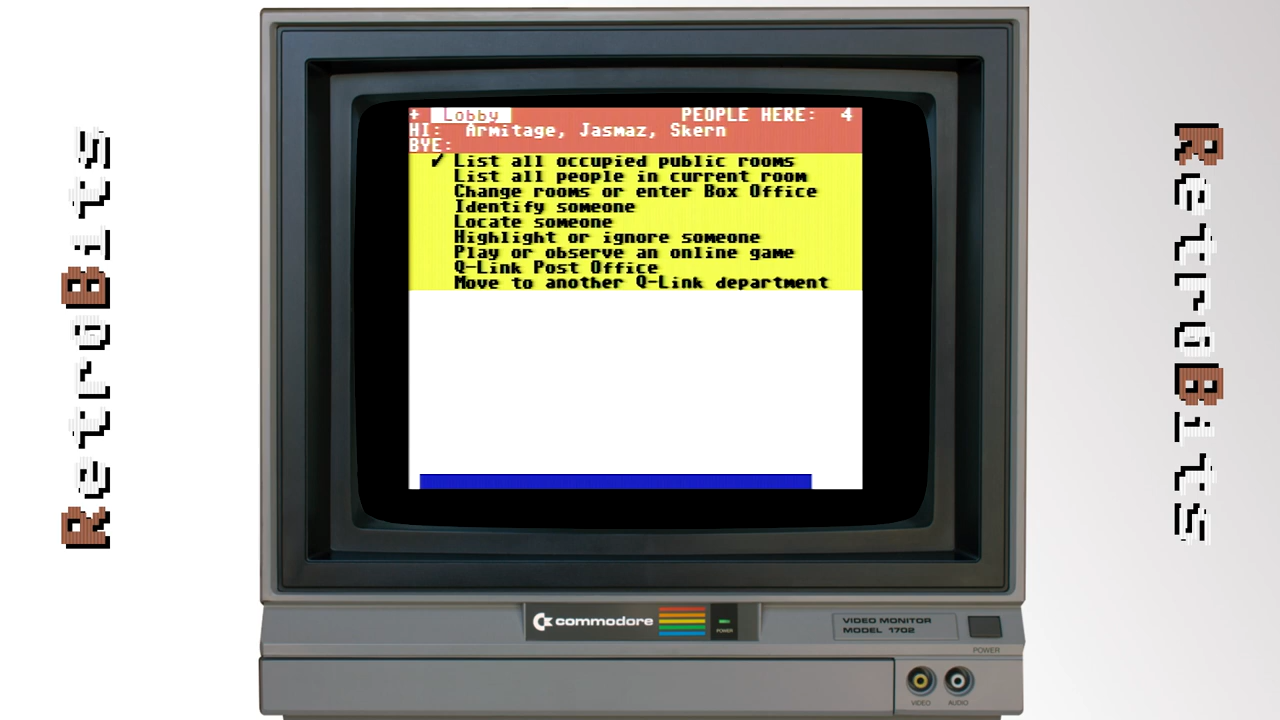 RetroBits
+ Lobby PEOPLE HERE: 4
HI: Armitage, Jasmaz, Skern
BYE:
✓ List all occupied public rooms
List all people in current room
Change rooms or enter Box Office
Identify someone
Locate someone
Highlight or ignore someone
Play or observe an online game
Q-Link Post Office
Move to another Q-Link department
commodore
POWER
VIDEO MONITOR
MODEL 1702
POWER
VIDEO AUDIO
RetroBits